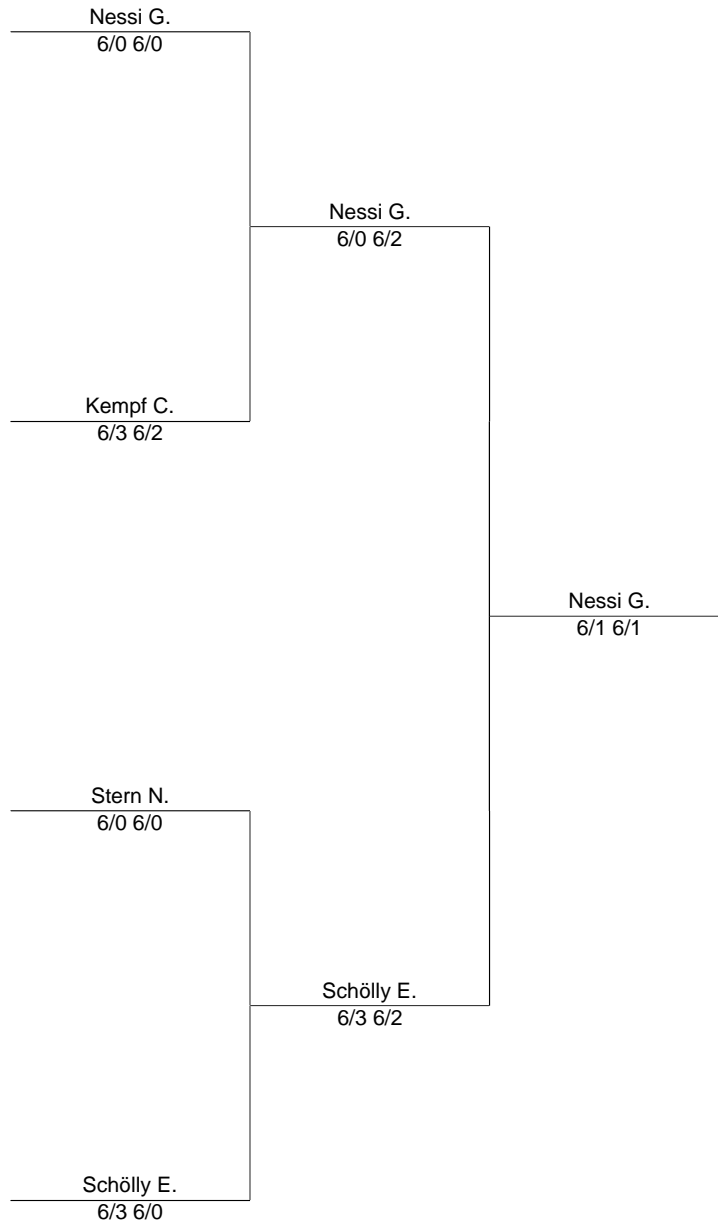 Nessi G.
6/0 6/0
Nessi G.
6/0 6/2
Kempf C.
6/3 6/2
Nessi G.
6/1 6/1
Stern N.
6/0 6/0
Schölly E.
6/3 6/2
Schölly E.
6/3 6/0